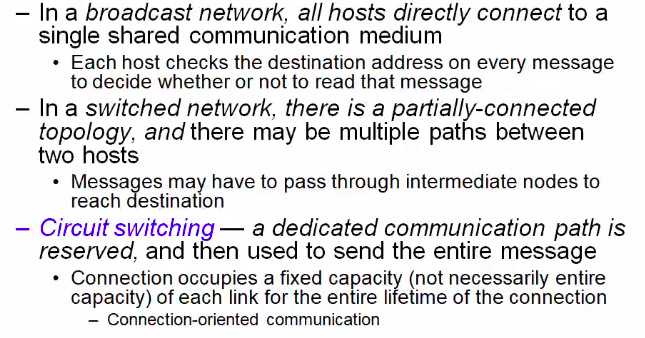 – In a broadcast network, all hosts directly connect to a
single shared communication medium
• Each host checks the destination address on every message
to decide whether or not to read that message
– In a switched network, there is a partially-connected
topology, and there may be multiple paths between
two hosts
• Messages may have to pass through intermediate nodes to
reach destination
– Circuit switching — a dedicated communication path is
reserved, and then used to send the entire message
• Connection occupies a fixed capacity (not necessarily entire
capacity) of each link for the entire lifetime of the connection
– Connection-oriented communication